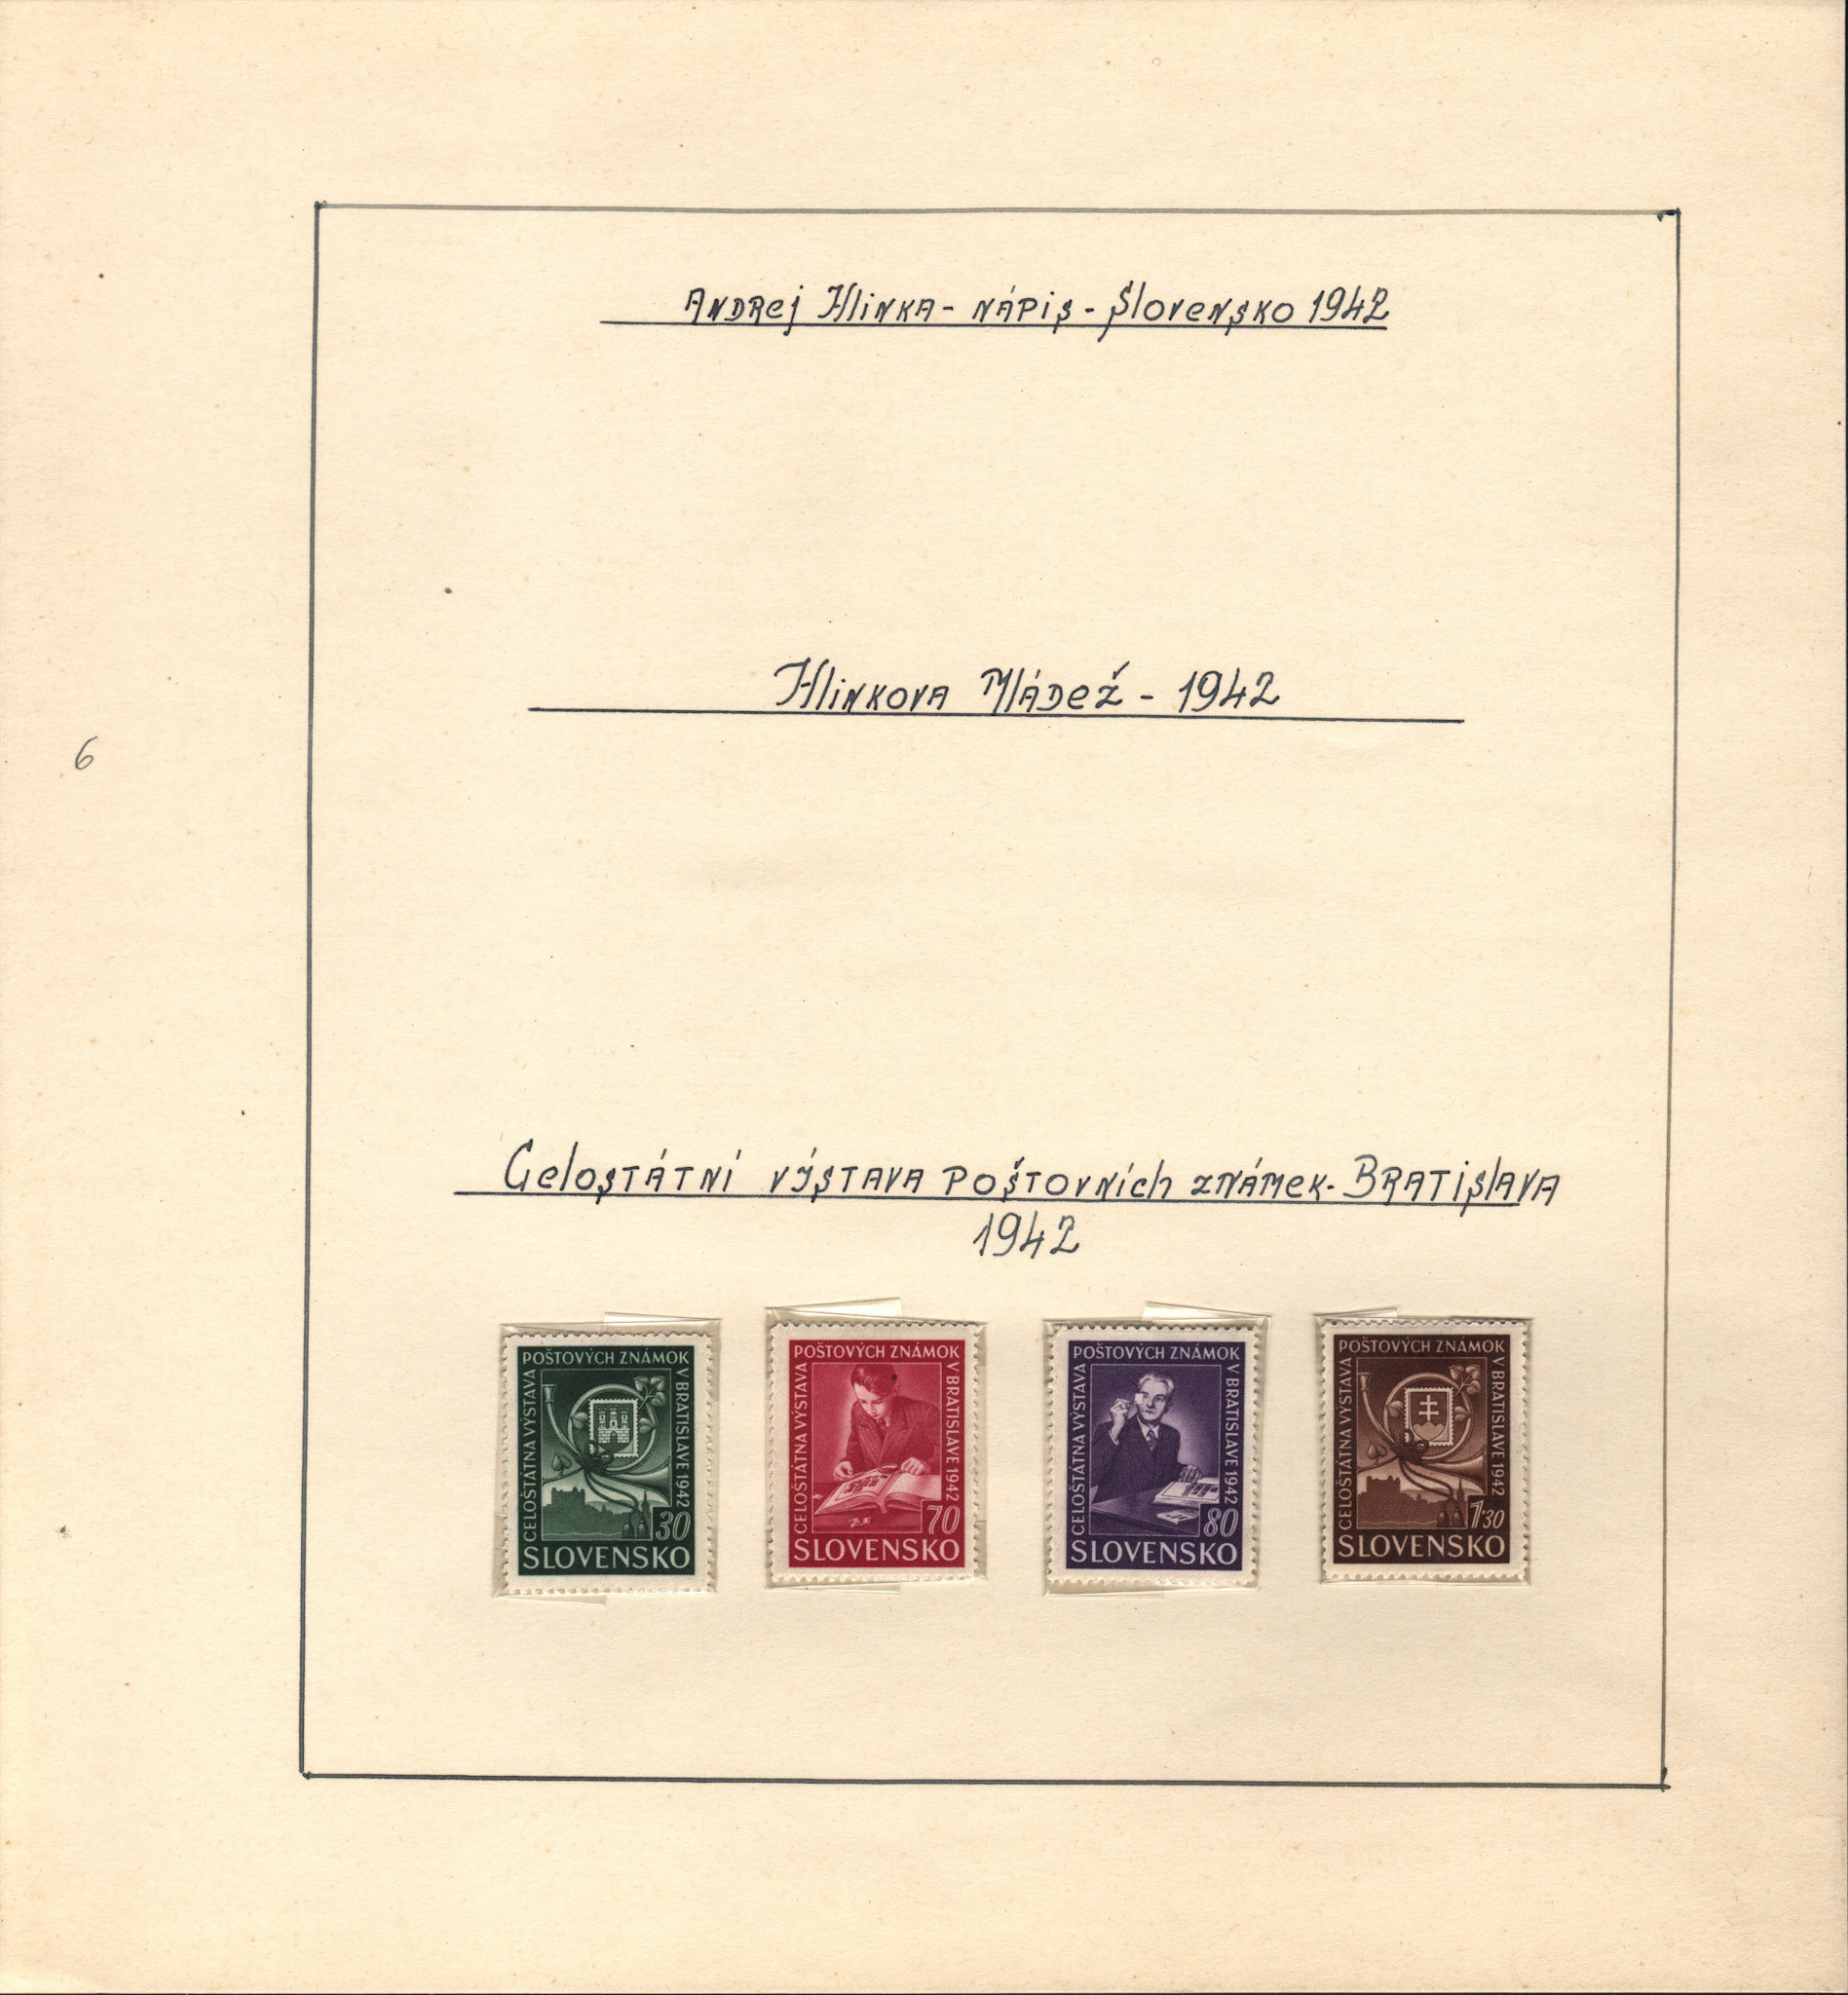 Andrej Hlinka - nápis - Slovensko 1942
Hlinkova Mládež - 1942
6
Celostátní výstava poštovních známek - Bratislava
1942
CELOŠTÁTNA VÝSTAVA
POŠTOVÝCH ZNÁMOK
V BRATISLAVE 1942
30
SLOVENSKO
CELOŠTÁTNA VÝSTAVA
POŠTOVÝCH ZNÁMOK
V BRATISLAVE 1942
70
SLOVENSKO
CELOŠTÁTNA VÝSTAVA
POŠTOVÝCH ZNÁMOK
V BRATISLAVE 1942
80
SLOVENSKO
CELOŠTÁTNA VÝSTAVA
POŠTOVÝCH ZNÁMOK
V BRATISLAVE 1942
1'30
SLOVENSKO